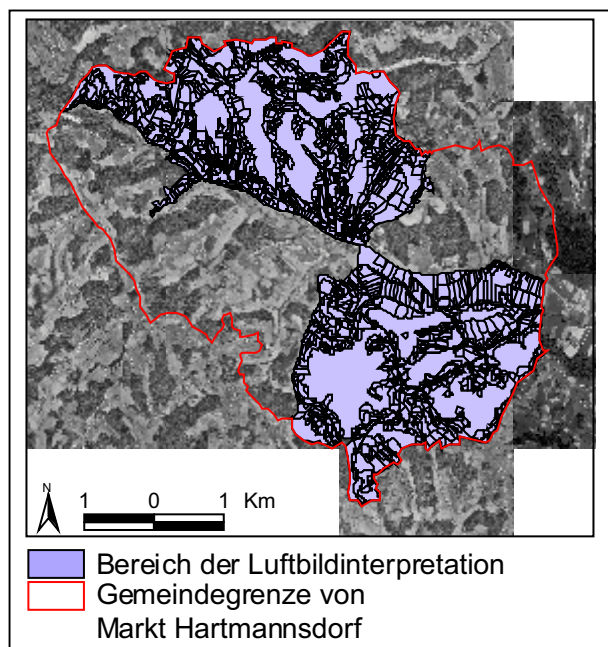 N
1 0 1 Km
Bereich der Luftbildinterpretation
Gemeindegrenze von
Markt Hartmannsdorf